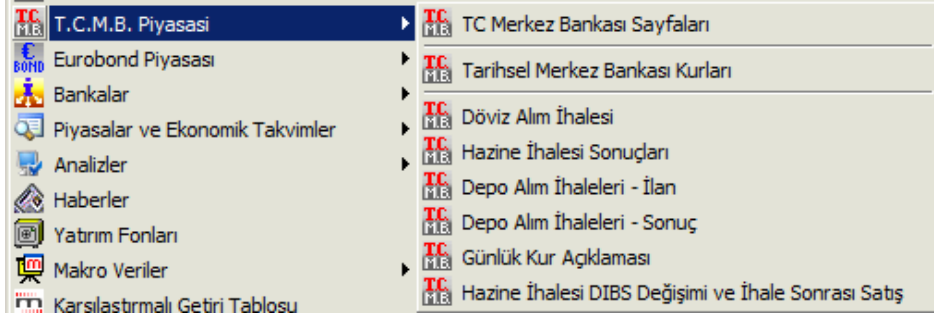 T.C.M.B. Piyasasi
Eurobond Piyasası
BOND
Bankalar
Piyasalar ve Ekonomik Takvimler
Analizler
Haberler
Yatırım Fonları
Makro Veriler
Karşılaştırmalı Getiri Tablosu
TC Merkez Bankası Sayfaları
Tarihsel Merkez Bankası Kurları
Döviz Alım İhalesi
Hazine İhalesi Sonuçları
Depo Alım İhaleleri - İlan
Depo Alım İhaleleri - Sonuç
Günlük Kur Açıklaması
Hazine İhalesi DIBS Değişimi ve İhale Sonrası Satış